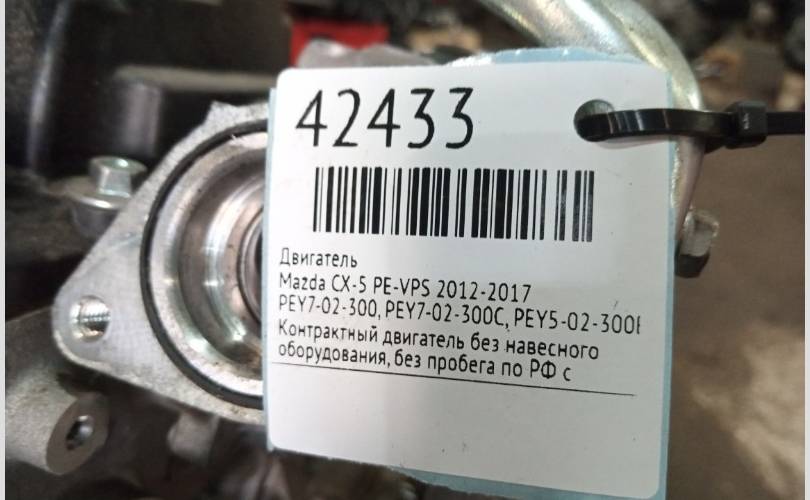 42433
Двигатель
Mazda CX-5 PE-VPS 2012-2017
PEY7-02-300, PEY7-02-300C, PEY5-02-300
Контрактный двигатель без навесного
оборудования, без пробега по РФ с